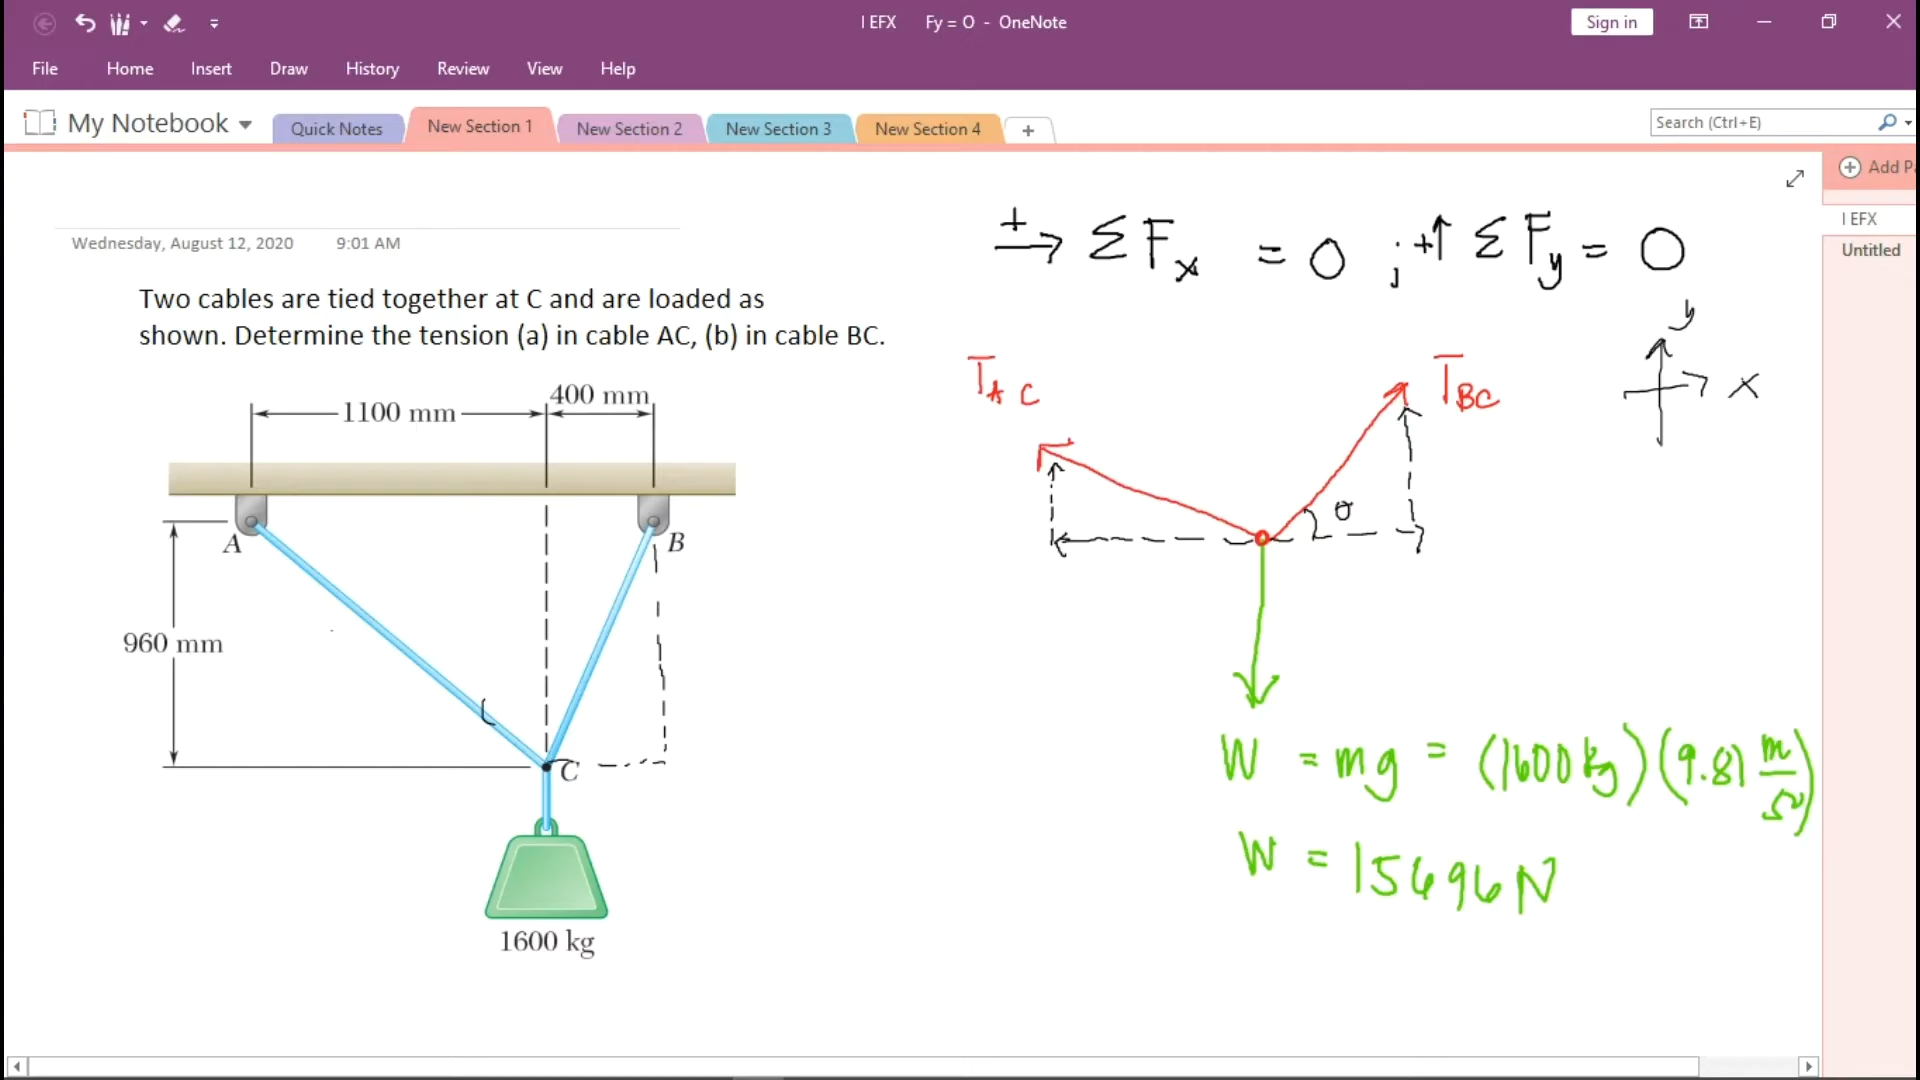 I EFX Fy = O - OneNote
Sign in
File Home Insert Draw History Review View Help
My Notebook
Quick Notes New Section 1 New Section 2 New Section 3 New Section 4 +
Search (Ctrl+E)
Add Pa
I EFX
Untitled
Wednesday, August 12, 2020 9:01 AM
+ → ΣFx = 0 ; +↑ ΣFy = 0
Two cables are tied together at C and are loaded as
shown. Determine the tension (a) in cable AC, (b) in cable BC.
y
x
TAC
TBC
θ
400 mm
1100 mm
A
B
960 mm
C
1600 kg
W = mg = (1600 kg)(9.81 m/s²)
W = 15696 N